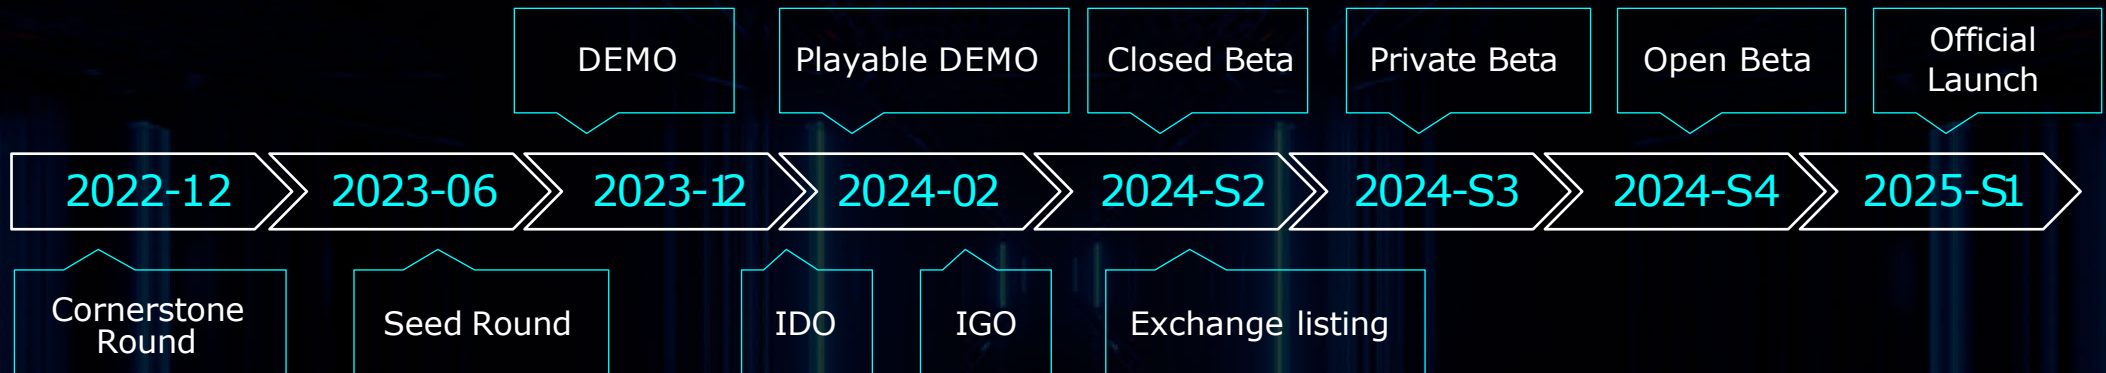 DEMO
Playable DEMO
Closed Beta
Private Beta
Open Beta
Official
Launch
2022-12
2023-06
2023-12
2024-02
2024-S2
2024-S3
2024-S4
2025-S1
Cornerstone
Round
Seed Round
IDO
IGO
Exchange listing